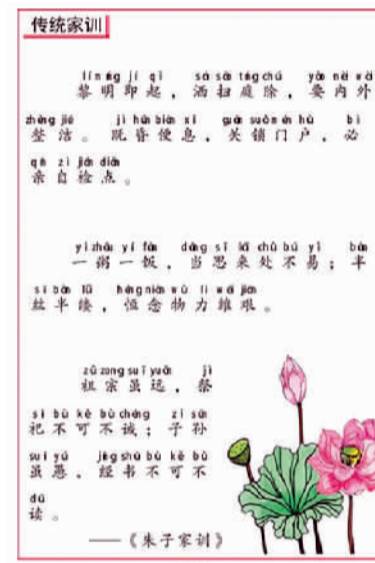 传统家训
lí míng jí qǐ sǎ sǎo tíng chú yào nèi wài
黎明即起，洒扫庭除，要内外
zhěng jié jì hūn biàn xī guān suǒ mén hù bì
整洁。既昏便息，关锁门户，必
qīn zì jiǎn diǎn
亲自检点。
yì zhōu yí fàn dāng sī lái chù bú yì bàn
一粥一饭，当思来处不易；半
sī bàn lǚ héng niàn wù lì wéi jiān
丝半缕，恒念物力维艰。
zǔ zong suī yuǎn jì
祖宗虽远，祭
sì bù kě bù chéng zǐ sūn
祀不可不诚；子孙
suī yú jīng shū bù kě bù
虽愚，经书不可不
dú
读。
——《朱子家训》